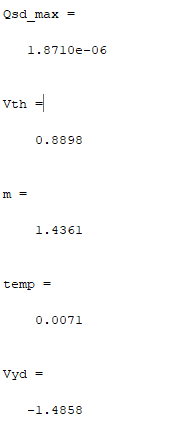 Qsd_max =
1.8710e-06
Vth =
0.8898
m =
1.4361
temp =
0.0071
Vyd =
-1.4858